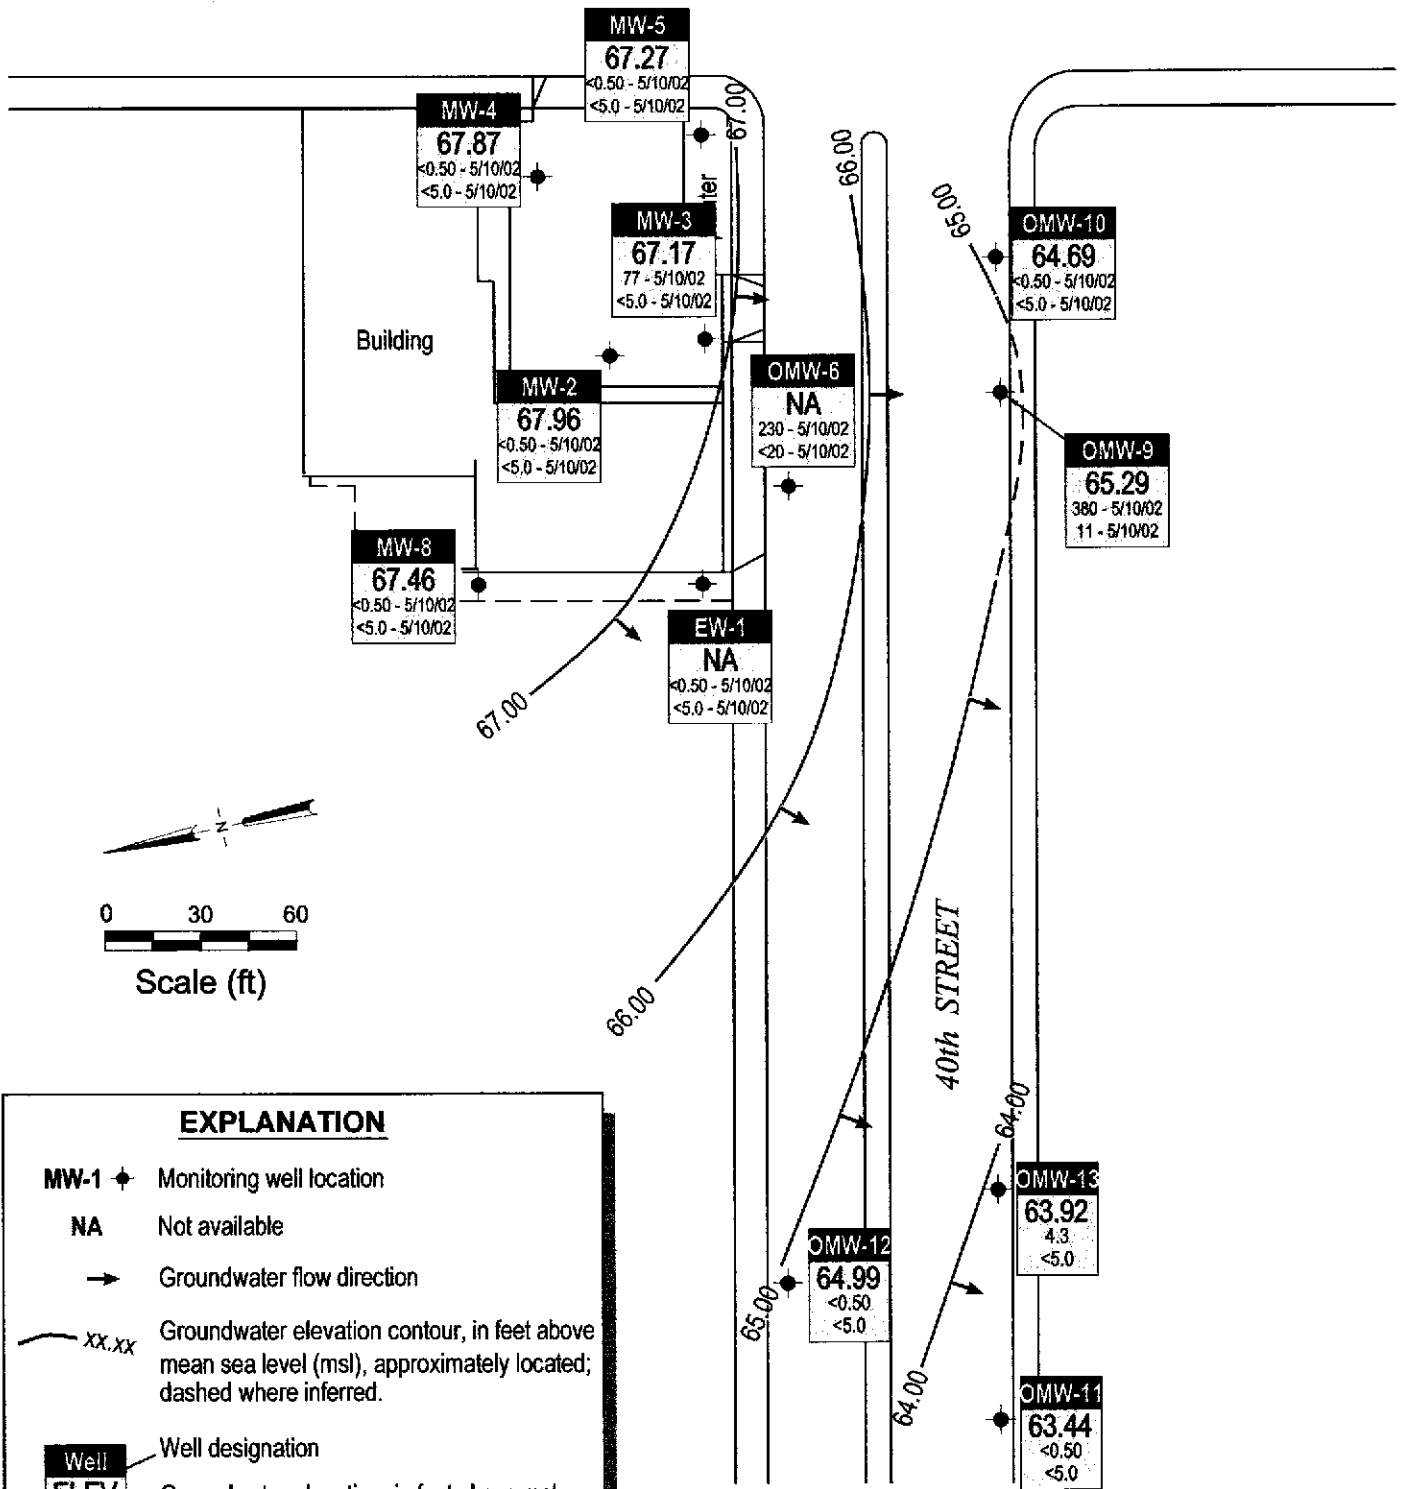 MW-5
67.27
<0.50 - 5/10/02
<5.0 - 5/10/02
MW-4
67.87
<0.50 - 5/10/02
<5.0 - 5/10/02
67.00
66.00
65.00
MW-3
67.17
77 - 5/10/02
<5.0 - 5/10/02
OMW-10
64.69
<0.50 - 5/10/02
<5.0 - 5/10/02
Building
MW-2
67.96
<0.50 - 5/10/02
<5.0 - 5/10/02
OMW-6
NA
230 - 5/10/02
<20 - 5/10/02
OMW-9
65.29
380 - 5/10/02
11 - 5/10/02
MW-8
67.46
<0.50 - 5/10/02
<5.0 - 5/10/02
EW-1
NA
<0.50 - 5/10/02
<5.0 - 5/10/02
67.00
N
0 30 60
Scale (ft)
66.00
40th STREET
64.00
OMW-13
63.92
4.3
<5.0
OMW-12
64.99
<0.50
<5.0
65.00
64.00
OMW-11
63.44
<0.50
<5.0
EXPLANATION
MW-1 Monitoring well location
NA Not available
Groundwater flow direction
XX.XX Groundwater elevation contour, in feet above
mean sea level (msl), approximately located;
dashed where inferred.
Well Well designation
ELEV